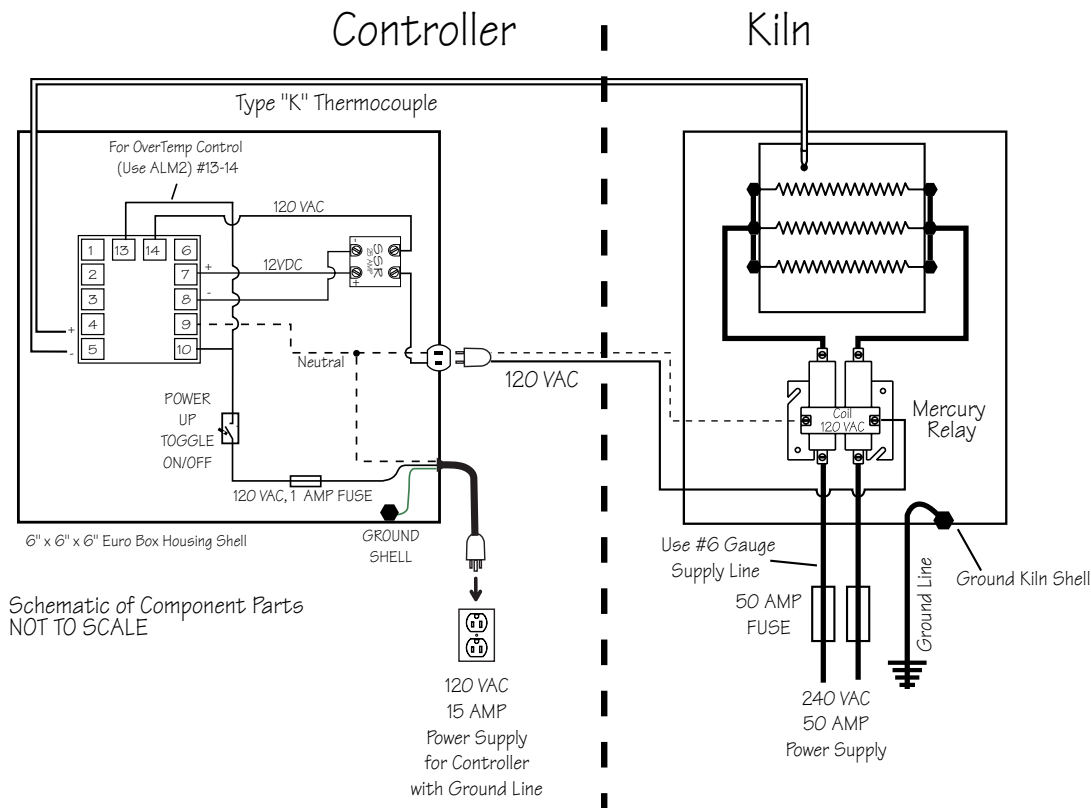 Controller
Kiln
Type "K" Thermocouple
For OverTemp Control
(Use ALM2) #13-14
120 VAC
1
13
14
6
2
7
+
12VDC
3
8
-
4
9
+
5
10
-
-
SSR
25 AMP
+
Neutral
120 VAC
POWER
UP
TOGGLE
ON/OFF
120 VAC, 1 AMP FUSE
6" x 6" x 6" Euro Box Housing Shell
GROUND
SHELL
Schematic of Component Parts
NOT TO SCALE
120 VAC
15 AMP
Power Supply
for Controller
with Ground Line
Coil
120 VAC
Mercury
Relay
Use #6 Gauge
Supply Line
50 AMP
FUSE
Ground Line
Ground Kiln Shell
240 VAC
50 AMP
Power Supply